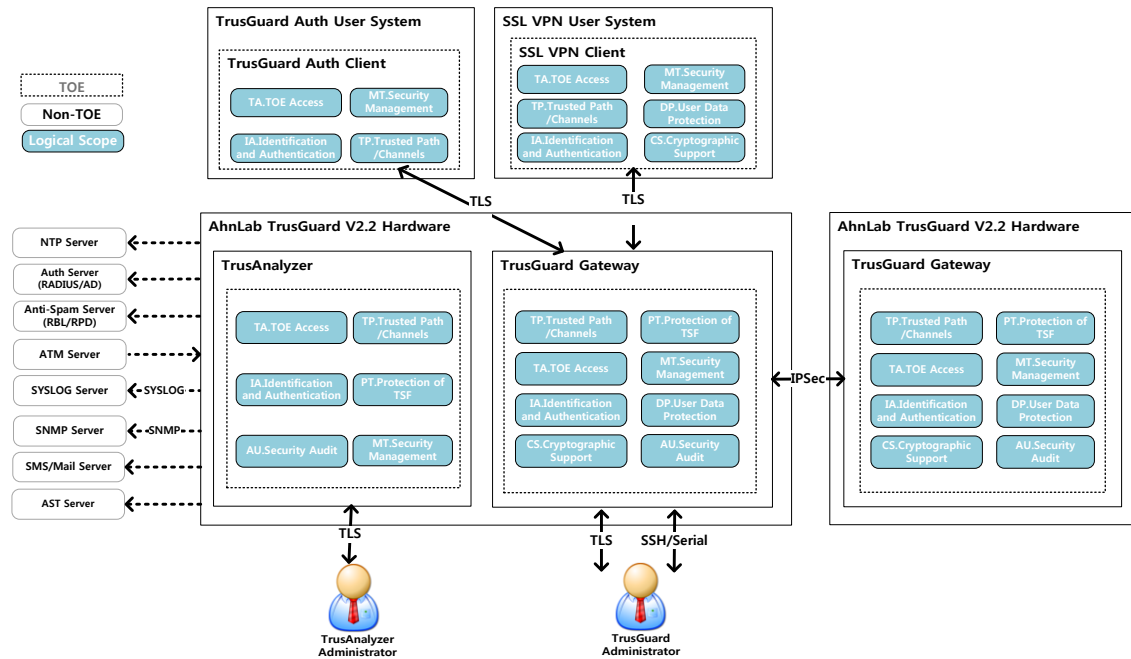 TrusGuard Auth User System
TrusGuard Auth Client
TA.TOE Access
MT.Security
Management
IA.Identification
and Authentication
TP.Trusted Path
/Channels
SSL VPN User System
SSL VPN Client
TA.TOE Access
MT.Security
Management
TP.Trusted Path
/Channels
DP.User Data
Protection
IA.Identification
and Authentication
CS.Cryptographic
Support
TOE
Non-TOE
Logical Scope
TLS
TLS
NTP Server
Auth Server
(RADIUS/AD)
Anti-Spam Server
(RBL/RPD)
ATM Server
SYSLOG Server
SYSLOG
SNMP Server
SNMP
SMS/Mail Server
AST Server
AhnLab TrusGuard V2.2 Hardware
TrusAnalyzer
TA.TOE Access
TP.Trusted Path
/Channels
IA.Identification
and Authentication
PT.Protection of
TSF
AU.Security Audit
MT.Security
Management
TrusGuard Gateway
TP.Trusted Path
/Channels
PT.Protection of
TSF
TA.TOE Access
MT.Security
Management
IA.Identification
and Authentication
DP.User Data
Protection
CS.Cryptographic
Support
AU.Security
Audit
IPSec
AhnLab TrusGuard V2.2 Hardware
TrusGuard Gateway
TP.Trusted Path
/Channels
PT.Protection of
TSF
TA.TOE Access
MT.Security
Management
IA.Identification
and Authentication
DP.User Data
Protection
CS.Cryptographic
Support
AU.Security
Audit
TLS
TLS
SSH/Serial
TrusAnalyzer
Administrator
TrusGuard
Administrator